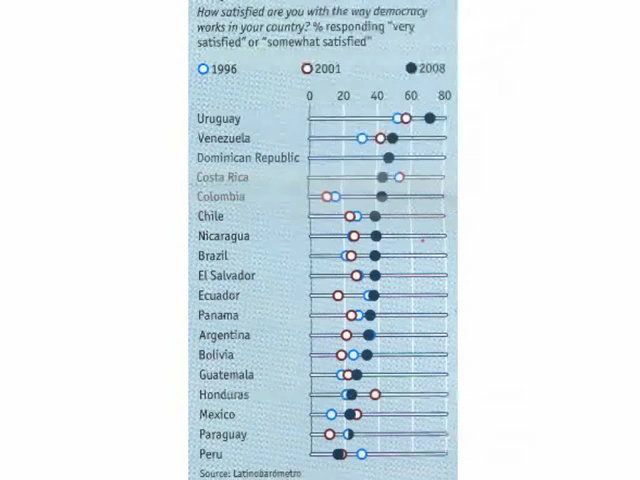 How satisfied are you with the way democracy
works in your country? % responding "very
satisfied" or "somewhat satisfied"
1996 2001 2008
0 20 40 60 80
Uruguay
Venezuela
Dominican Republic
Costa Rica
Colombia
Chile
Nicaragua
Brazil
El Salvador
Ecuador
Panama
Argentina
Bolivia
Guatemala
Honduras
Mexico
Paraguay
Peru
Source: Latinobarómetro